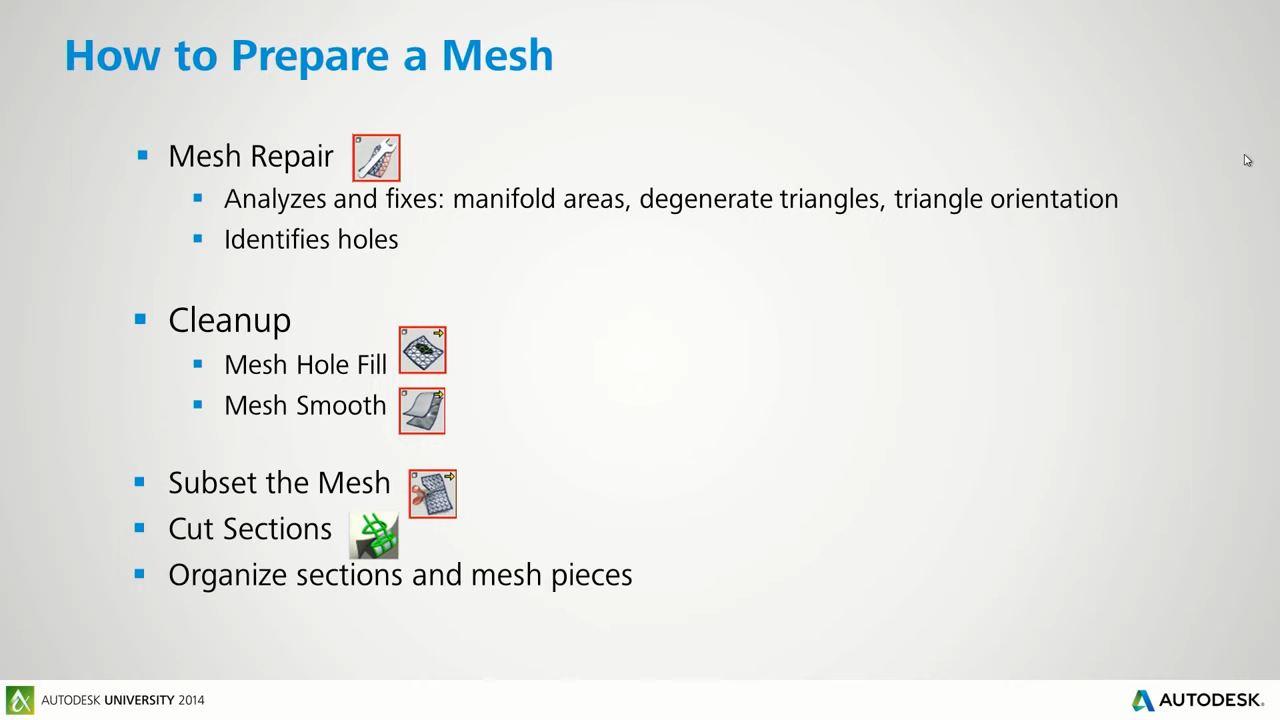 How to Prepare a Mesh
Mesh Repair
Analyzes and fixes: manifold areas, degenerate triangles, triangle orientation
Identifies holes
Cleanup
Mesh Hole Fill
Mesh Smooth
Subset the Mesh
Cut Sections
Organize sections and mesh pieces
AUTODESK UNIVERSITY 2014
AUTODESK.